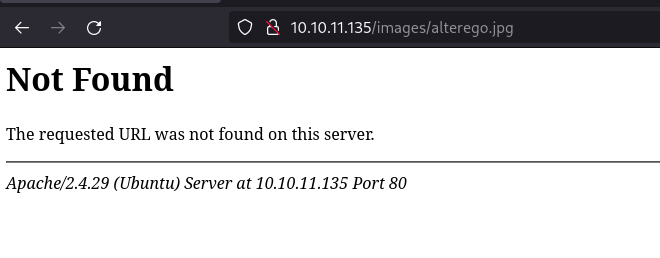 10.10.11.135/images/alterego.jpg
Not Found
The requested URL was not found on this server.
Apache/2.4.29 (Ubuntu) Server at 10.10.11.135 Port 80